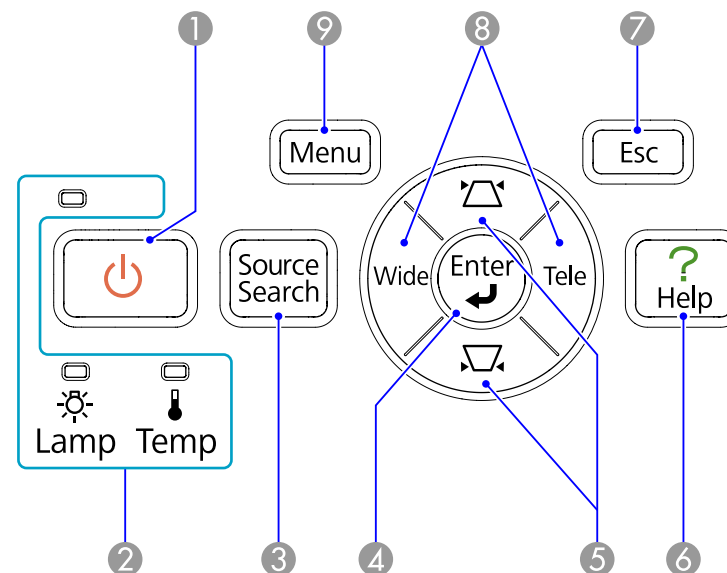 1 9 8 7
Menu
Esc
Source
Search
Wide
Enter
Tele
?
Help
Lamp Temp
2 3 4 5 6